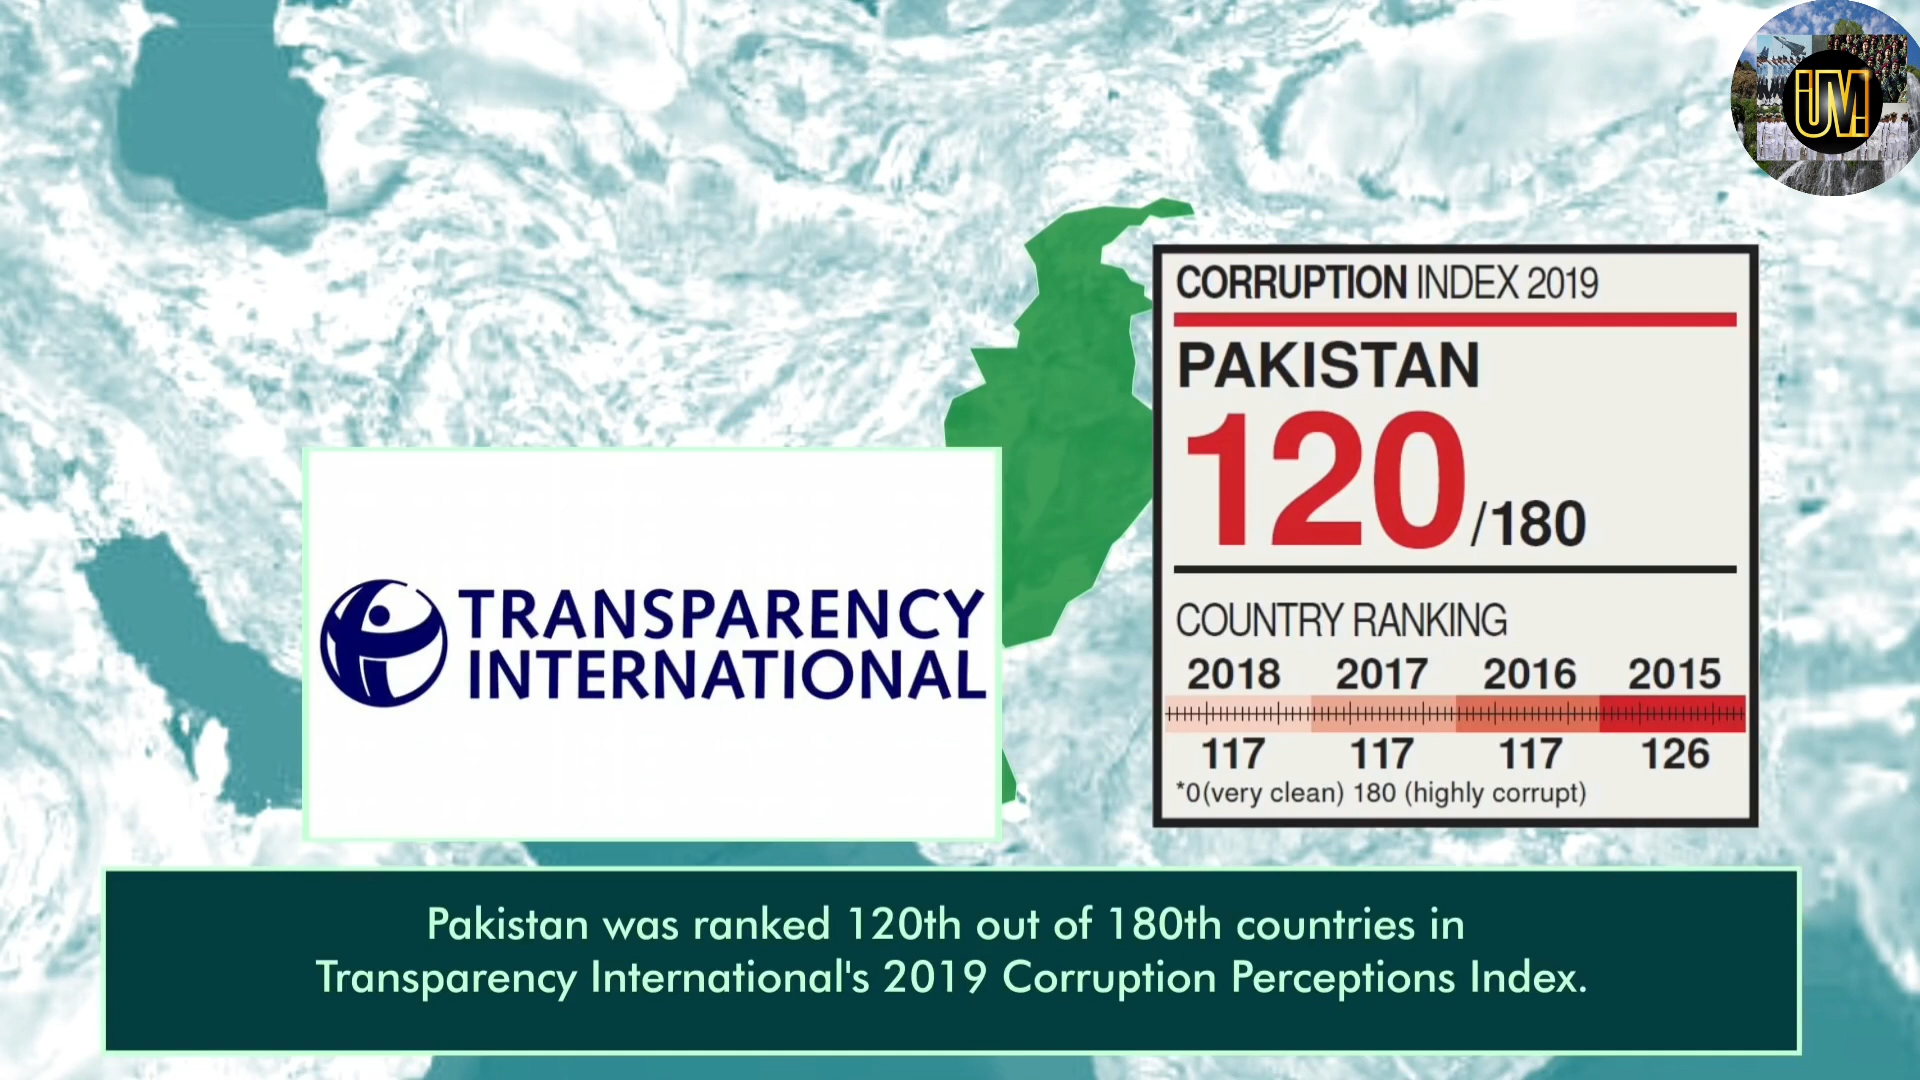 IUM
CORRUPTION INDEX 2019
PAKISTAN
120/180
COUNTRY RANKING
2018 2017 2016 2015
117 117 117 126
*0(very clean) 180 (highly corrupt)
TRANSPARENCY
INTERNATIONAL
Pakistan was ranked 120th out of 180th countries in
Transparency International's 2019 Corruption Perceptions Index.